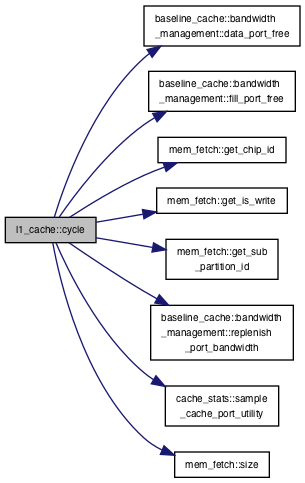 baseline_cache::bandwidth
_management::data_port_free
baseline_cache::bandwidth
_management::fill_port_free
mem_fetch::get_chip_id
mem_fetch::get_is_write
l1_cache::cycle
mem_fetch::get_sub
_partition_id
baseline_cache::bandwidth
_management::replenish
_port_bandwidth
cache_stats::sample
_cache_port_utility
mem_fetch::size